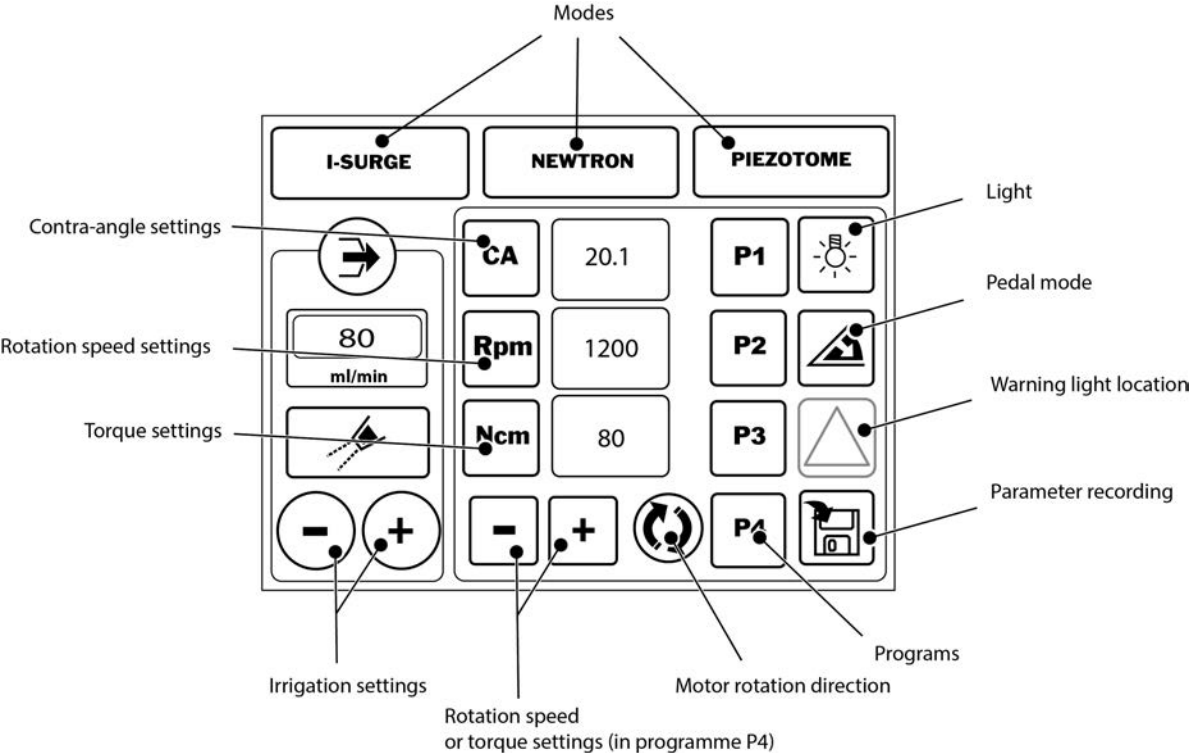 Modes
I-SURGE
NEWTRON
PIEZOTOME
Light
Contra-angle settings
CA
20.1
P1
Pedal mode
80
ml/min
Rotation speed settings
Rpm
1200
P2
Warning light location
Torque settings
Ncm
80
P3
Parameter recording
-
+
-
+
P4
Programs
Irrigation settings
Motor rotation direction
Rotation speed
or torque settings (in programme P4)